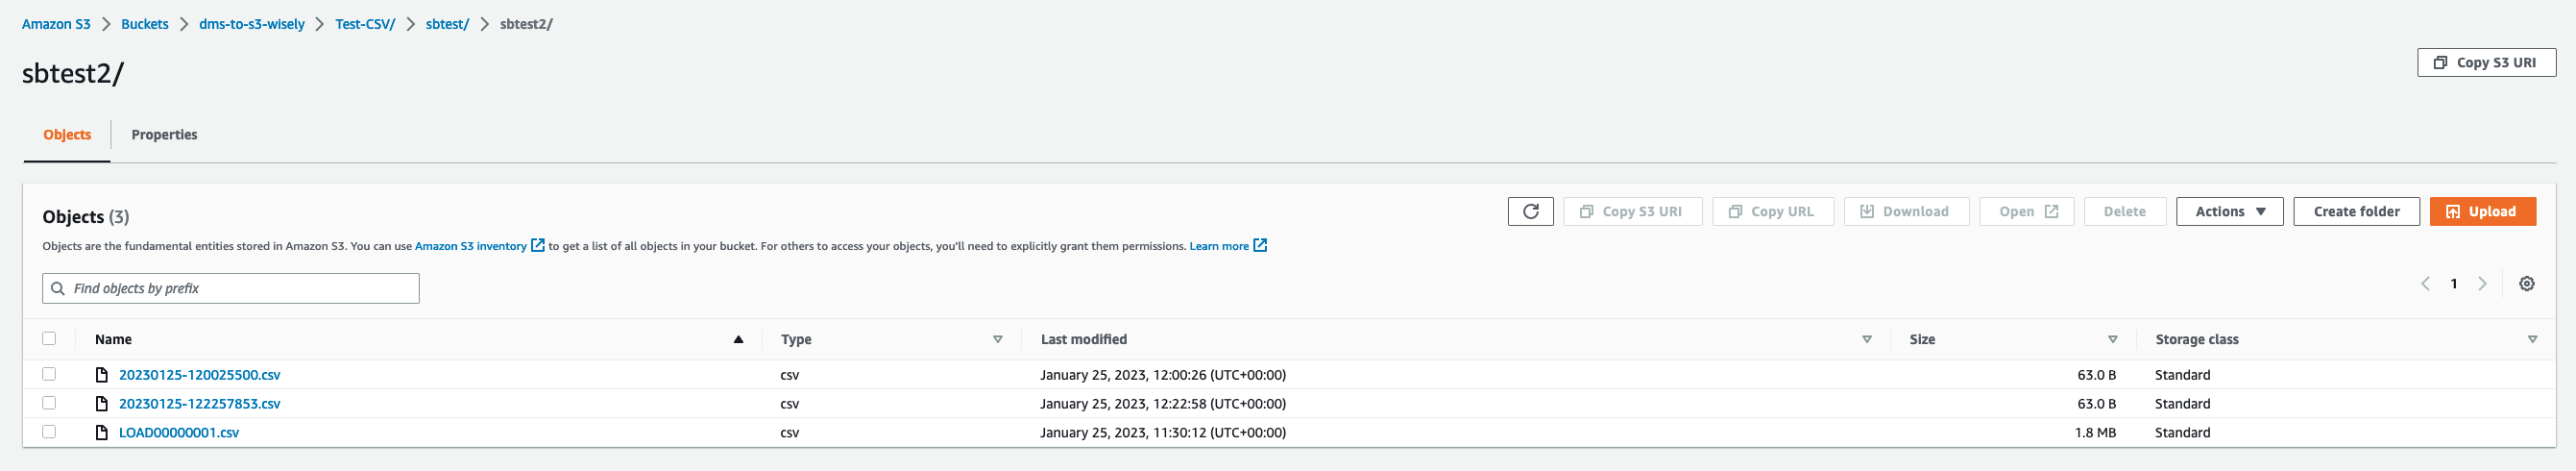 Amazon S3 > Buckets > dms-to-s3-wisely > Test-CSV/ > sbtest/ > sbtest2/
sbtest2/
Copy S3 URI
Objects Properties
Objects (3)
Copy S3 URI Copy URL Download Open Delete Actions Create folder Upload
Objects are the fundamental entities stored in Amazon S3. You can use Amazon S3 inventory to get a list of all objects in your bucket. For others to access your objects, you'll need to explicitly grant them permissions. Learn more
Find objects by prefix
1
Name Type Last modified Size Storage class
20230125-120025500.csv csv January 25, 2023, 12:00:26 (UTC+00:00) 63.0 B Standard
20230125-122257853.csv csv January 25, 2023, 12:22:58 (UTC+00:00) 63.0 B Standard
LOAD00000001.csv csv January 25, 2023, 11:30:12 (UTC+00:00) 1.8 MB Standard